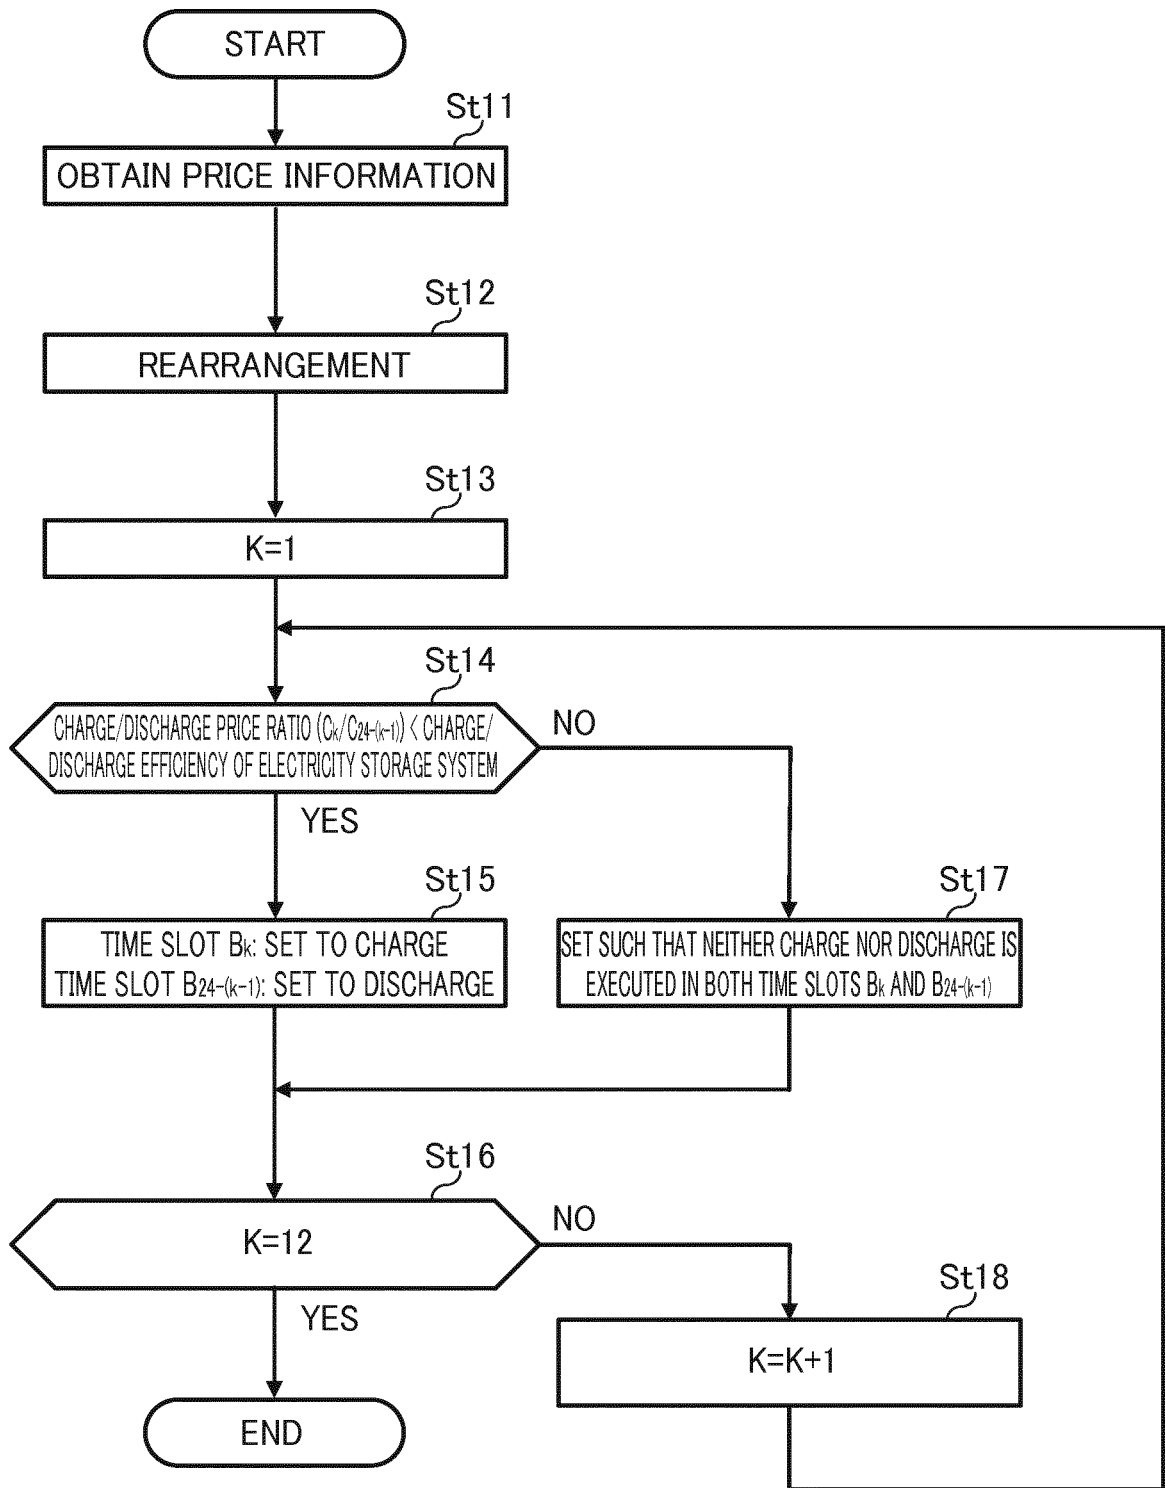 START
St11
OBTAIN PRICE INFORMATION
St12
REARRANGEMENT
St13
K=1
St14
CHARGE/DISCHARGE PRICE RATIO (Ck/C24-(k-1)) < CHARGE/
DISCHARGE EFFICIENCY OF ELECTRICITY STORAGE SYSTEM
NO
YES
St15
TIME SLOT Bk: SET TO CHARGE
TIME SLOT B24-(k-1): SET TO DISCHARGE
St17
SET SUCH THAT NEITHER CHARGE NOR DISCHARGE IS
EXECUTED IN BOTH TIME SLOTS Bk AND B24-(k-1)
St16
K=12
NO
YES
St18
K=K+1
END